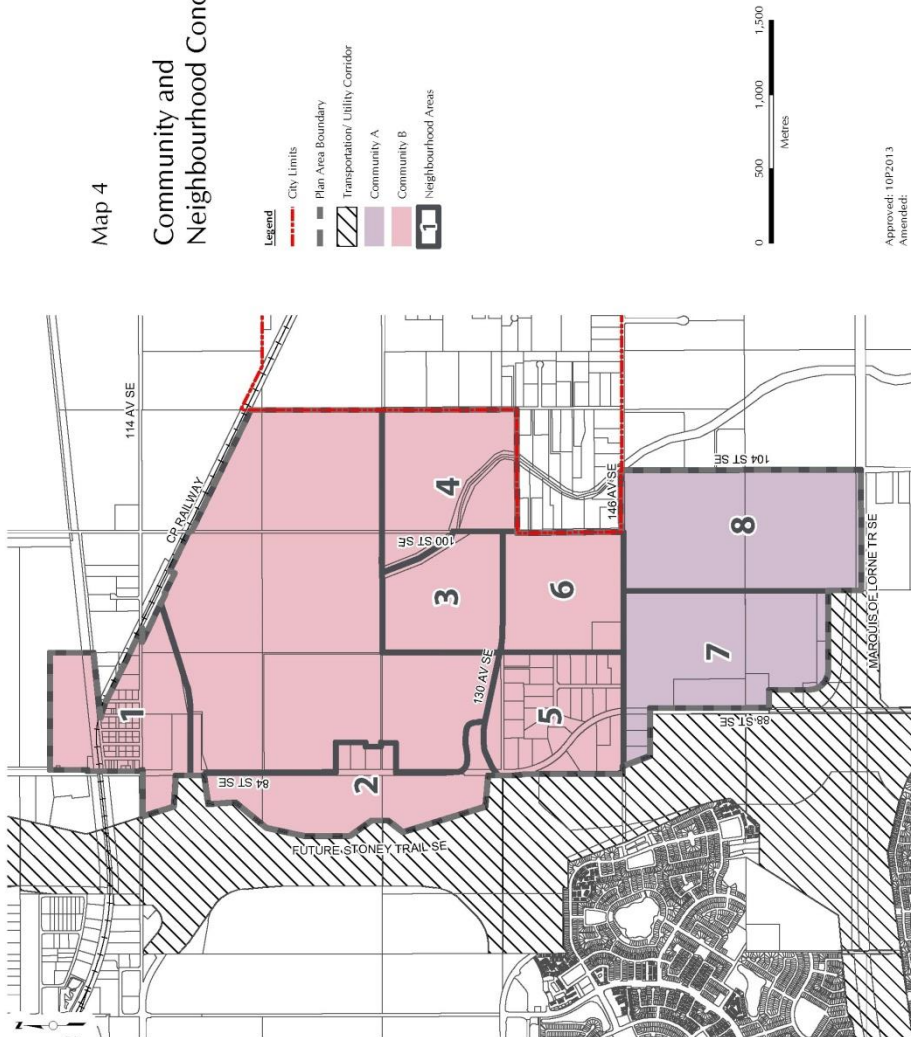 Map 4
Community and
Neighbourhood
Legend
City Limits
Plan Area Boundary
Transportation/ Utility Corridor
Community A
Community B
1
Neighbourhood Areas
0
500
1,000
1,500
Metres
Approved: 10P2013
Amended:
114 AV SE
CP RAILWAY
1
84 ST SE
2
FUTURE STONEY TRAIL SE
100 ST SE
3
4
130 AV SE
5
6
146 AV SE
104 ST SE
7
8
88 ST SE
MARQUIS OF LORNE TR SE